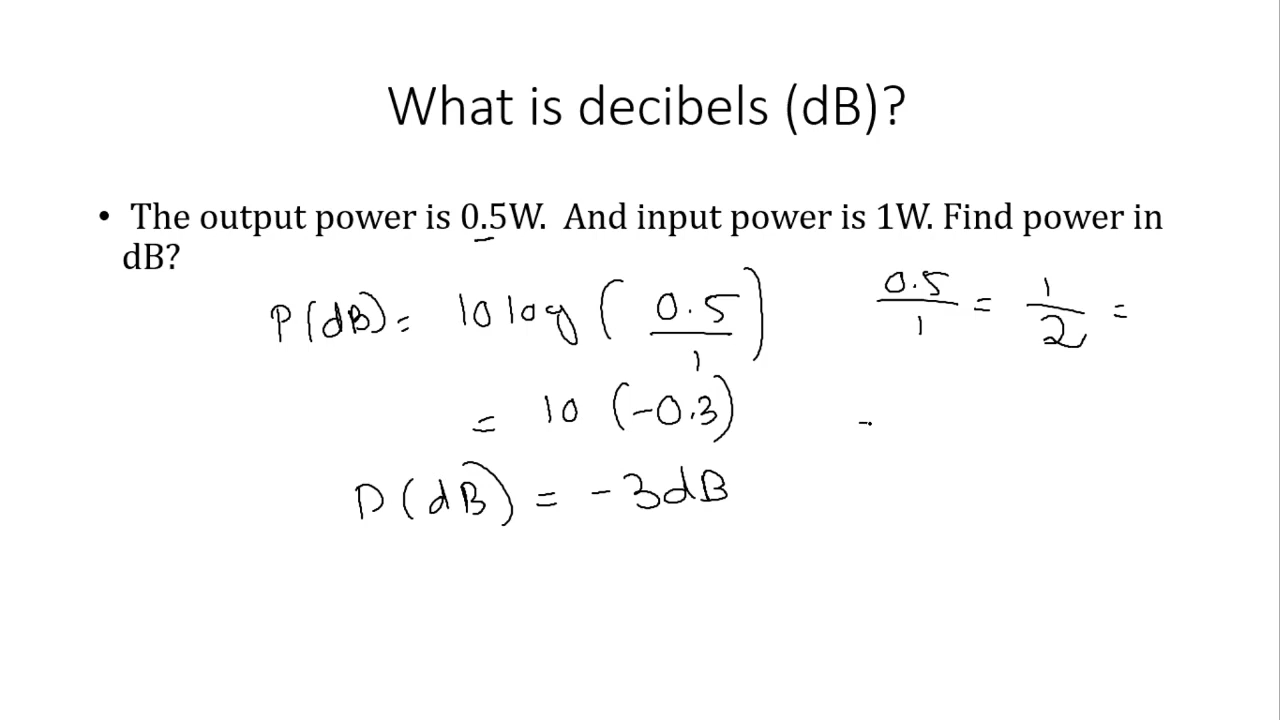 What is decibels (dB)?
• The output power is 0.5W. And input power is 1W. Find power in
dB?
P(dB) = 10 log ( 0.5 / 1 )
0.5 / 1 = 1 / 2 =
= 10 (-0.3)
-
P(dB) = -3dB